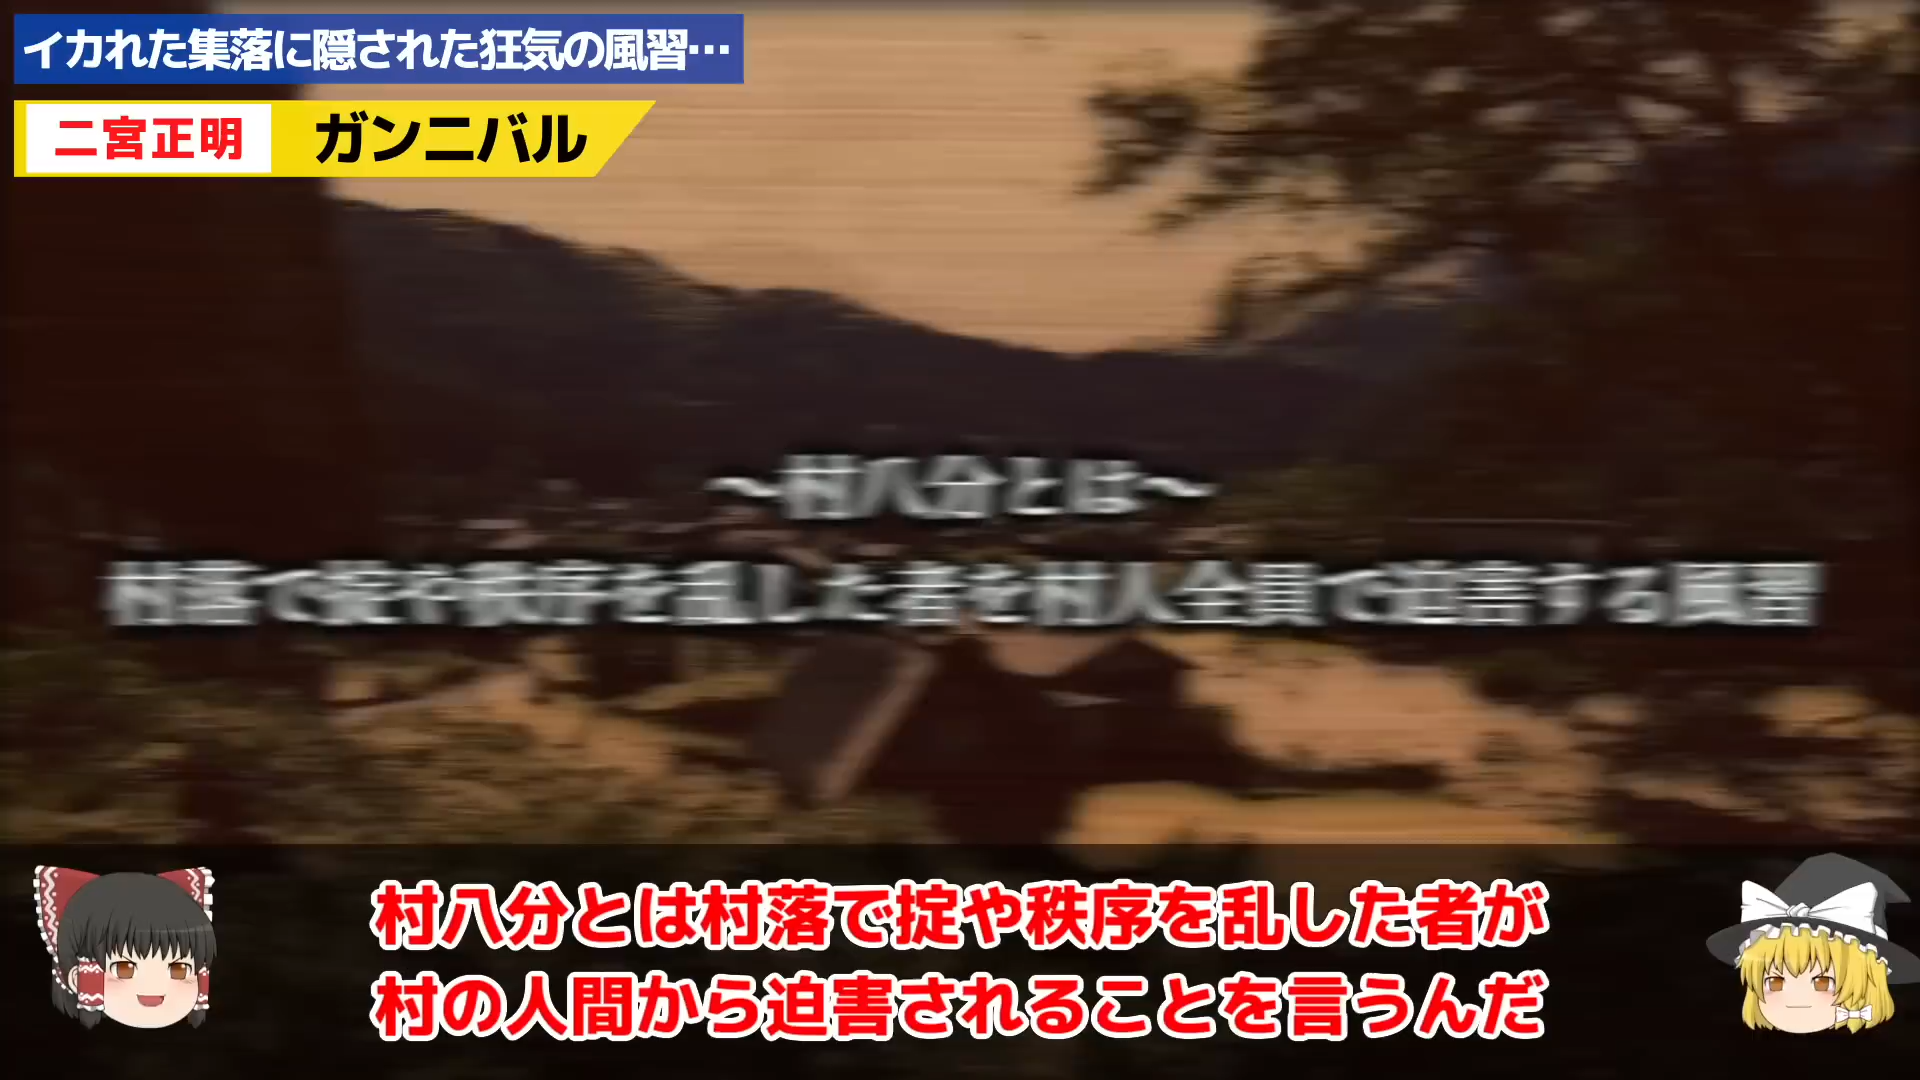 イカれた集落に隠された狂気の風習…
二宮正明 ガンニバル
～村八分とは～
村落で掟や秩序を乱した者を村人全員で迫害する風習
村八分とは村落で掟や秩序を乱した者が
村の人間から迫害されることを言うんだ